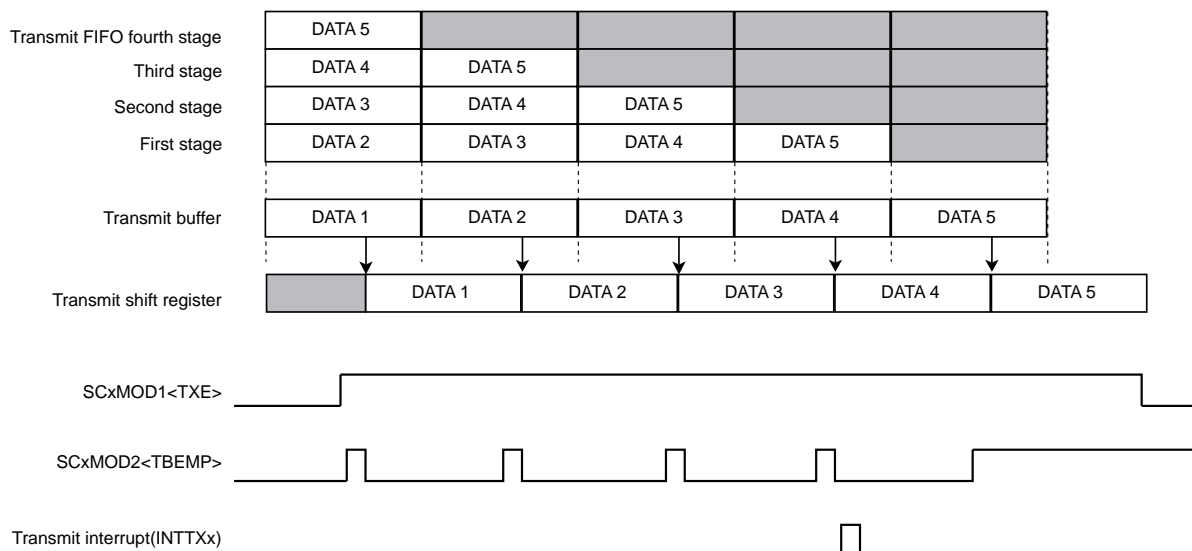 Transmit FIFO fourth stage DATA 5
Third stage DATA 4 DATA 5
Second stage DATA 3 DATA 4 DATA 5
First stage DATA 2 DATA 3 DATA 4 DATA 5
Transmit buffer DATA 1 DATA 2 DATA 3 DATA 4 DATA 5
Transmit shift register DATA 1 DATA 2 DATA 3 DATA 4 DATA 5
SCxMOD1<TXE>
SCxMOD2<TBEMP>
Transmit interrupt(INTTXx)